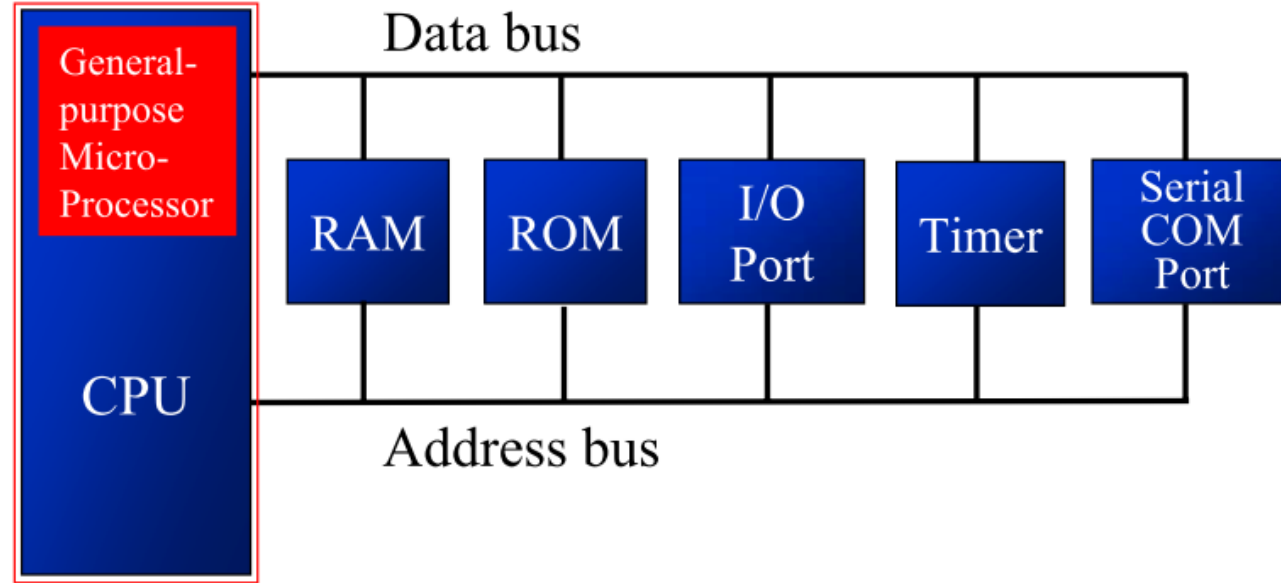 Data bus
General-
purpose
Micro-
Processor
RAM
ROM
I/O
Port
Timer
Serial
COM
Port
CPU
Address bus